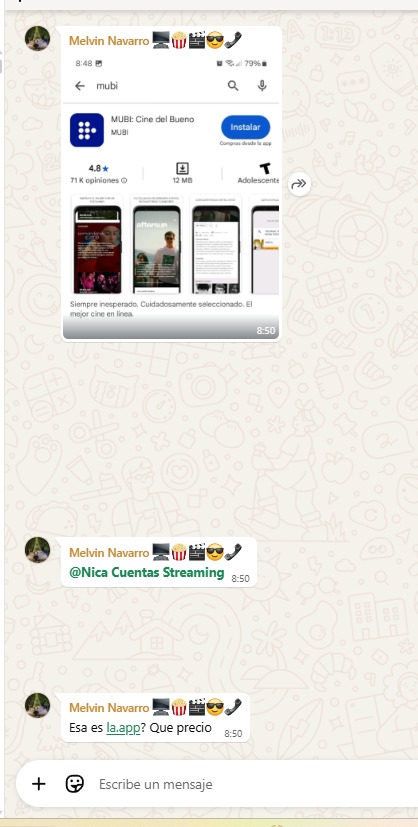 Melvin Navarro 🖥️🍿🎬😎📞
8:48
79%
mubi
MUBI: Cine del Bueno
MUBI
Instalar
Compras desde la app
4.8★
71 K opiniones
12 MB
Adolescente
aftersun
Siempre inesperado. Cuidadosamente seleccionado. El
mejor cine en línea.
8:50
Melvin Navarro 🖥️🍿🎬😎📞
@Nica Cuentas Streaming 8:50
Melvin Navarro 🖥️🍿🎬😎📞
Esa es la.app? Que precio 8:50
Escribe un mensaje